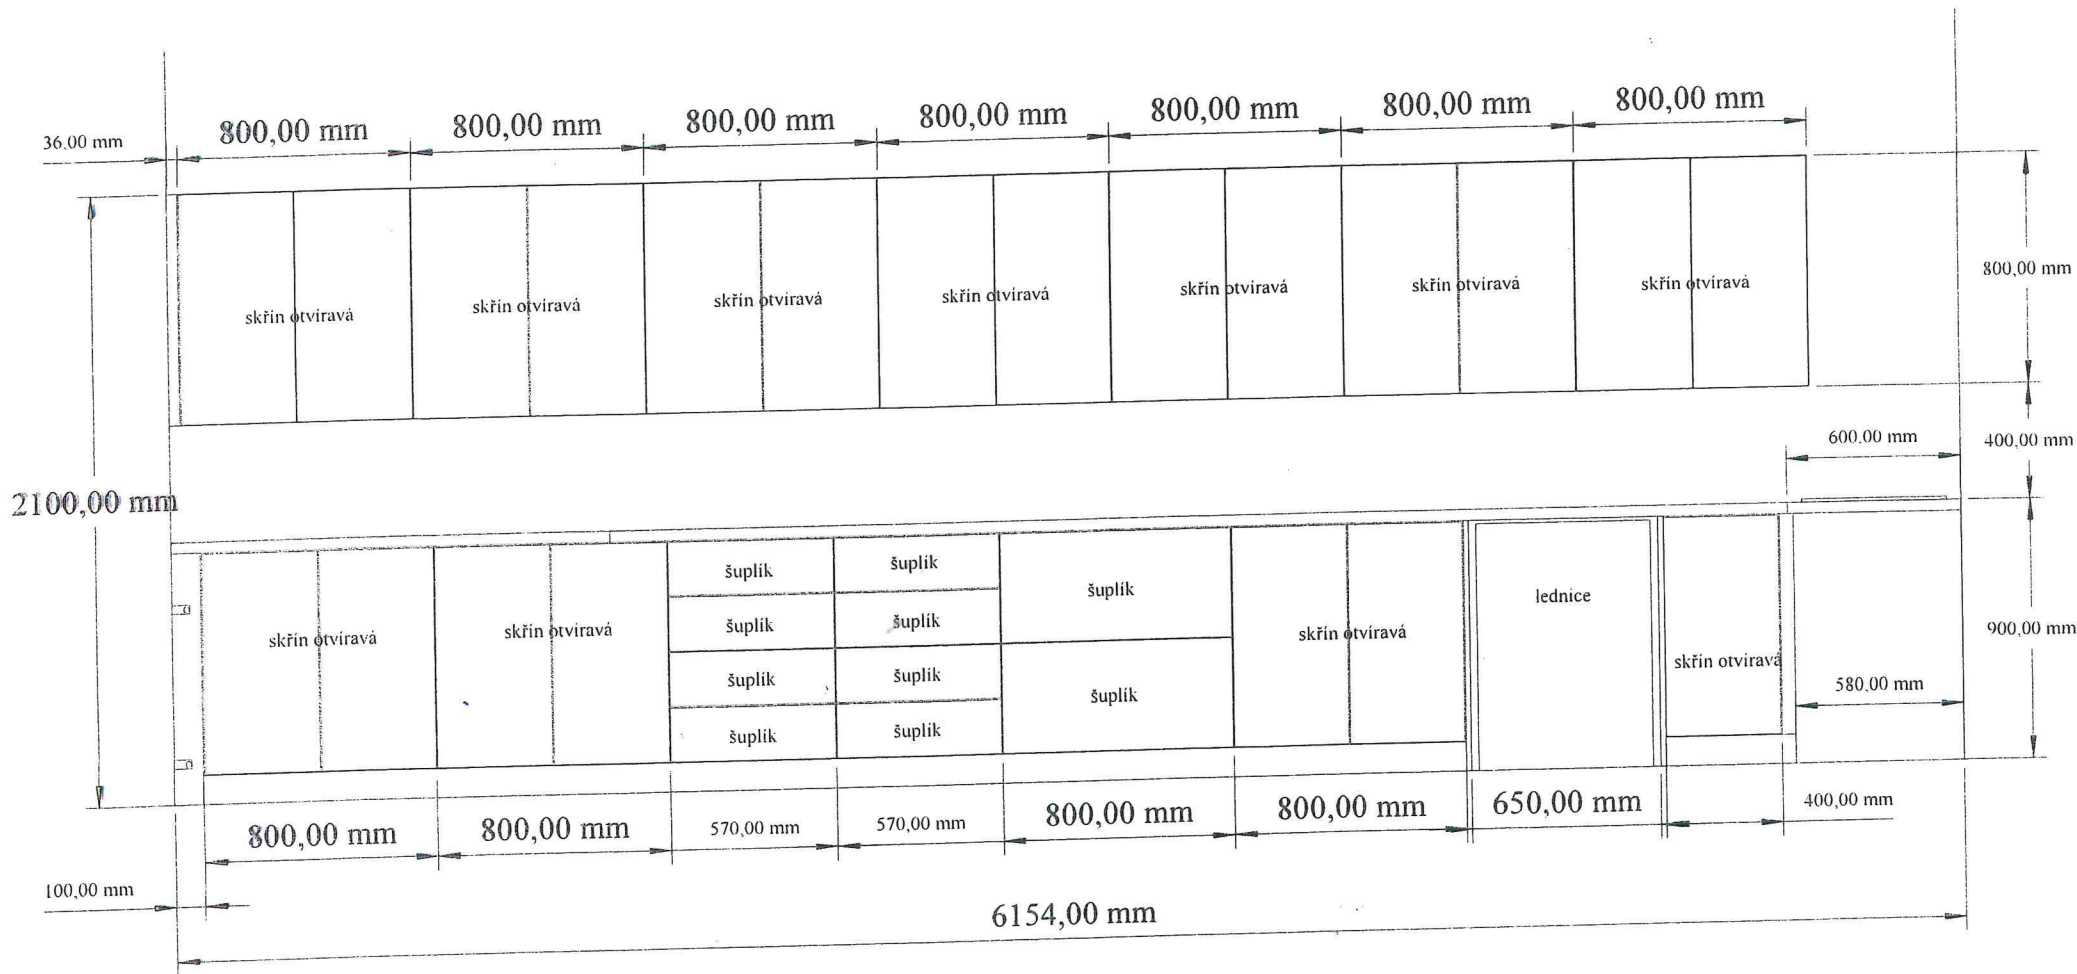 36.00 mm
800,00 mm
800,00 mm
800,00 mm
800,00 mm
800,00 mm
800,00 mm
800,00 mm
skřín otvíravá
skřín otvíravá
skřín otvíravá
skřín otvíravá
skřín otvíravá
skřín otvíravá
skřín otvíravá
800,00 mm
400,00 mm
600,00 mm
2100,00 mm
skřín otvíravá
skřín otvíravá
šuplík
šuplík
šuplík
šuplík
šuplík
šuplík
šuplík
šuplík
šuplík
šuplík
skřín otvíravá
lednice
skřín otvíravá
900,00 mm
580,00 mm
800,00 mm
800,00 mm
570,00 mm
570,00 mm
800,00 mm
800,00 mm
650,00 mm
400,00 mm
100,00 mm
6154,00 mm